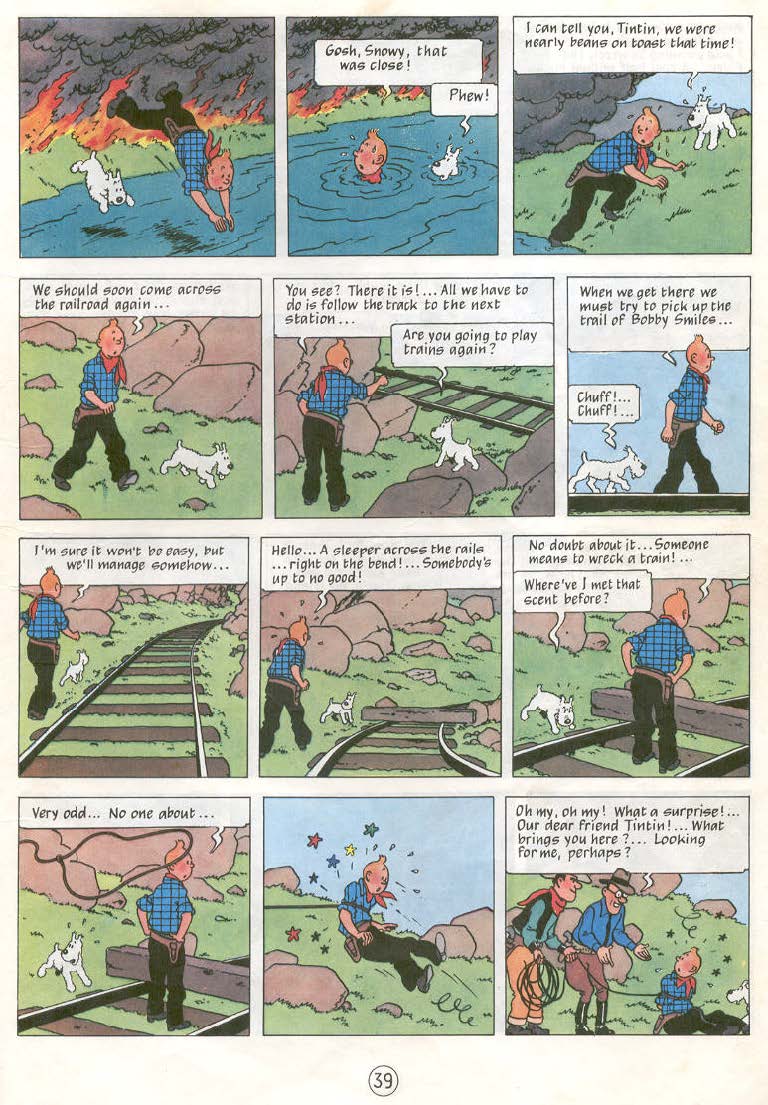 Gosh, Snowy, that
was close!
Phew!
I can tell you, Tintin, we were
nearly beans on toast that time!
We should soon come across
the railroad again...
You see? There it is!... All we have to
do is follow the track to the next
station...
Are you going to play
trains again?
When we get there we
must try to pick up the
trail of Bobby Smiles...
Chuff!...
Chuff!...
I'm sure it won't be easy, but
we'll manage somehow...
Hello... A sleeper across the rails
...right on the bend!... Somebody's
up to no good!
No doubt about it... Someone
means to wreck a train!...
Where've I met that
scent before?
Very odd... No one about...
Oh my, oh my! What a surprise!...
Our dear friend Tintin!... What
brings you here?... Looking
for me, perhaps?
39